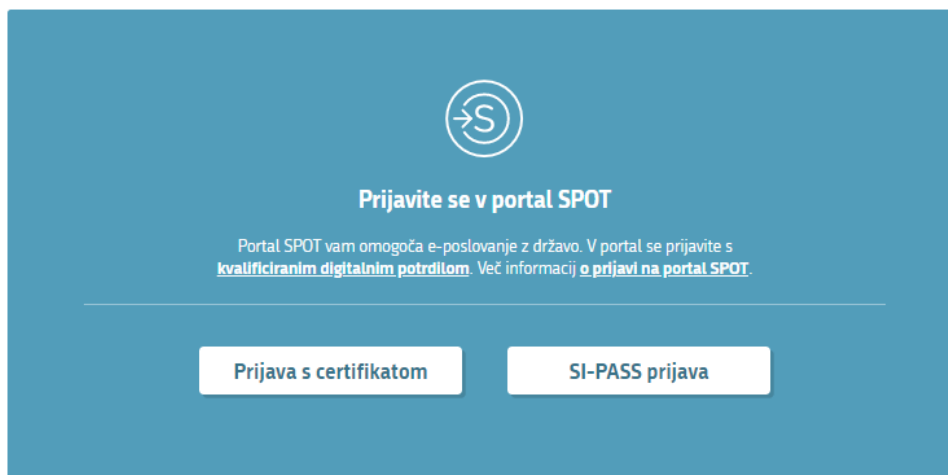 S
Prijavite se v portal SPOT
Portal SPOT vam omogoča e-poslovanje z državo. V portal se prijavite s
kvalificiranim digitalnim potrdilom. Več informacij o prijavi na portal SPOT.
Prijava s certifikatom
SI-PASS prijava